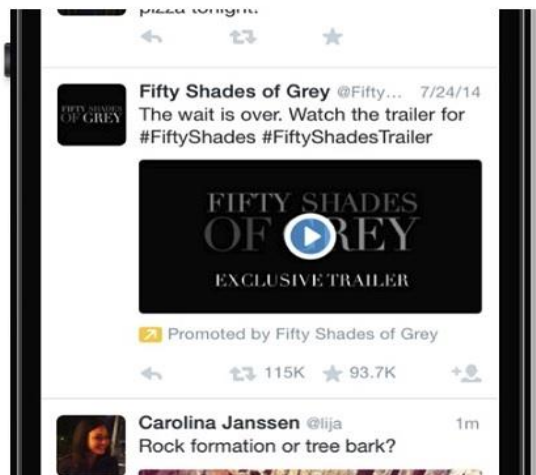 pizza tonight?
Fifty Shades of Grey @Fifty... 7/24/14
FIFTY SHADES
OF GREY
The wait is over. Watch the trailer for
#FiftyShades #FiftyShadesTrailer
FIFTY SHADES
OF GREY
EXCLUSIVE TRAILER
Promoted by Fifty Shades of Grey
115K 93.7K
Carolina Janssen @lija 1m
Rock formation or tree bark?